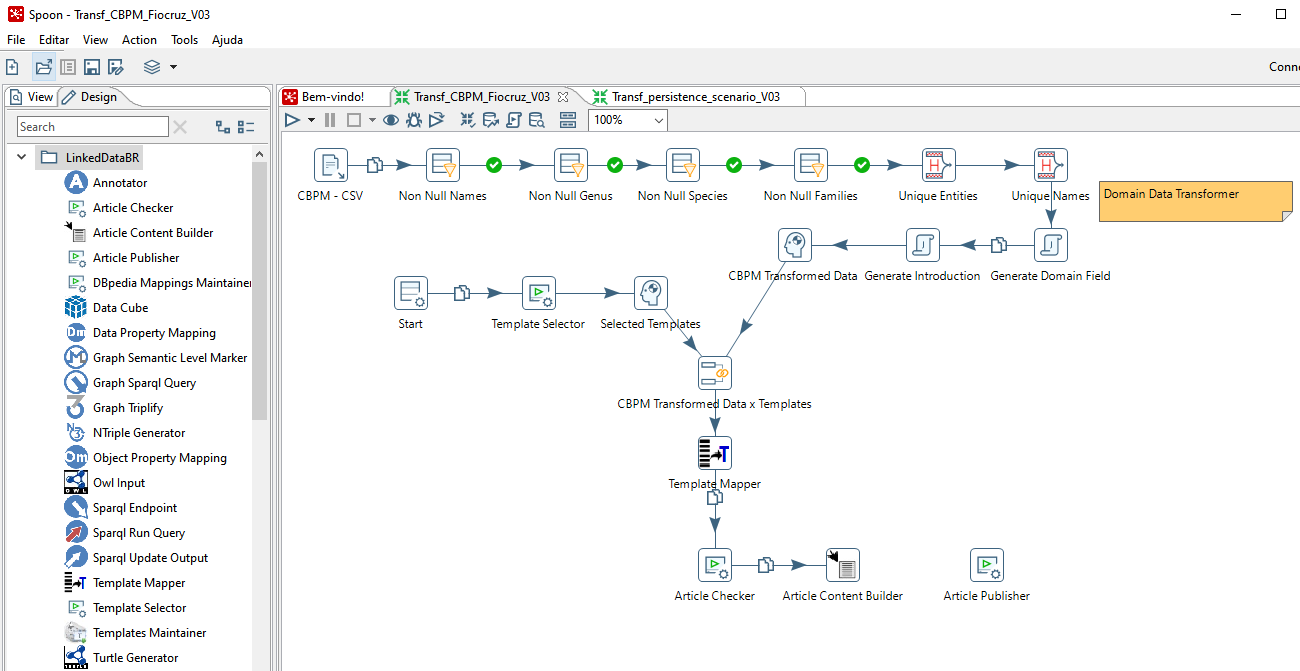 Spoon - Transf_CBPM_Fiocruz_V03
File Editar View Action Tools Ajuda
Conne
View Design
Bem-vindo! Transf_CBPM_Fiocruz_V03 Transf_persistence_scenario_V03
Search
100%
LinkedDataBR
Annotator
Article Checker
Article Content Builder
Article Publisher
DBpedia Mappings Maintainer
Data Cube
Data Property Mapping
Graph Semantic Level Marker
Graph Sparql Query
Graph Triplify
NTriple Generator
Object Property Mapping
Owl Input
Sparql Endpoint
Sparql Run Query
Sparql Update Output
Template Mapper
Template Selector
Templates Maintainer
Turtle Generator
CBPM - CSV Non Null Names Non Null Genus Non Null Species Non Null Families Unique Entities Unique Names
Domain Data Transformer
CBPM Transformed Data Generate Introduction Generate Domain Field
Start Template Selector Selected Templates
CBPM Transformed Data x Templates
Template Mapper
Article Checker Article Content Builder Article Publisher